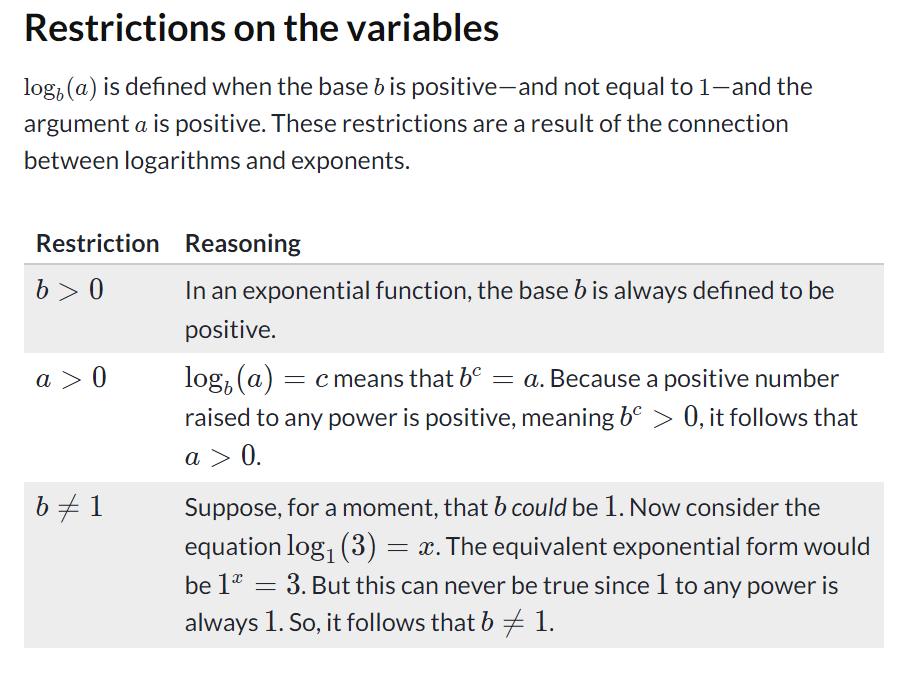 Restrictions on the variables
log_b(a) is defined when the base b is positive—and not equal to 1—and the
argument a is positive. These restrictions are a result of the connection
between logarithms and exponents.
Restriction Reasoning
b > 0 In an exponential function, the base b is always defined to be
positive.
a > 0 log_b(a) = c means that b^c = a. Because a positive number
raised to any power is positive, meaning b^c > 0, it follows that
a > 0.
b ≠ 1 Suppose, for a moment, that b could be 1. Now consider the
equation log_1(3) = x. The equivalent exponential form would
be 1^x = 3. But this can never be true since 1 to any power is
always 1. So, it follows that b ≠ 1.